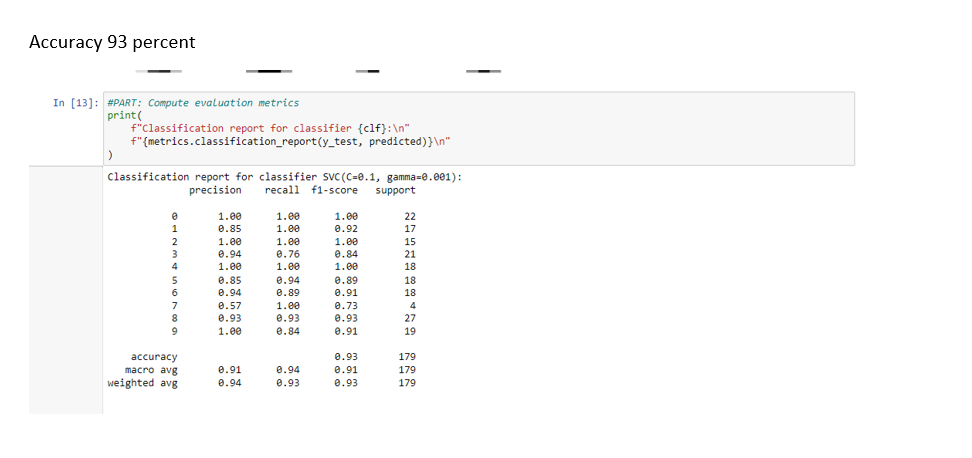 Accuracy 93 percent
In [13]: #PART: Compute evaluation metrics
print(
f"Classification report for classifier {clf}:\n"
f"{metrics.classification_report(y_test, predicted)}\n"
)
Classification report for classifier SVC(C=0.1, gamma=0.001):
precision recall f1-score support
0 1.00 1.00 1.00 22
1 0.85 1.00 0.92 17
2 1.00 1.00 1.00 15
3 0.94 0.76 0.84 21
4 1.00 1.00 1.00 18
5 0.85 0.94 0.89 18
6 0.94 0.89 0.91 18
7 0.57 1.00 0.73 4
8 0.93 0.93 0.93 27
9 1.00 0.84 0.91 19
accuracy 0.93 179
macro avg 0.91 0.94 0.91 179
weighted avg 0.94 0.93 0.93 179